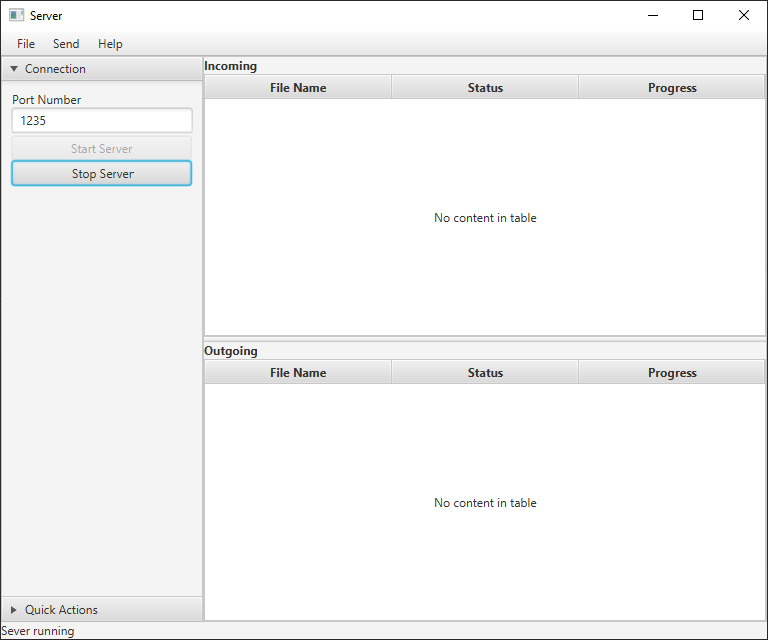 Server
File Send Help
Connection
Port Number
1235
Start Server
Stop Server
Quick Actions
Incoming
File Name Status Progress
No content in table
Outgoing
File Name Status Progress
No content in table
Sever running